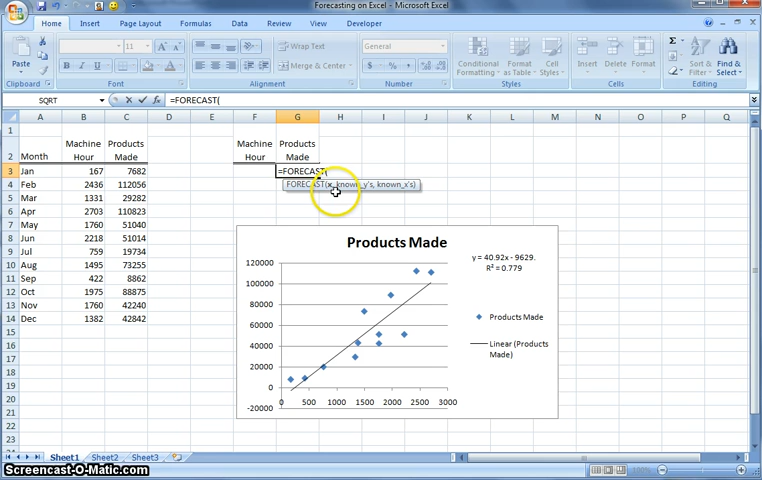 Forecasting on Excel - Microsoft Excel
Home Insert Page Layout Formulas Data Review View Developer
Paste
Clipboard
11
B I U
Font
Wrap Text
Merge & Center
Alignment
General
$ % ,
Number
Conditional Formatting
Format as Table
Cell Styles
Styles
Insert Delete Format
Cells
Sort & Filter
Find & Select
Editing
SQRT =FORECAST(
A B C D E F G H I J K L M N O P Q
1
2 Month Machine Hour Products Made Machine Hour Products Made
3 Jan 167 7682 =FORECAST(
4 Feb 2436 112056 FORECAST(x, known_y's, known_x's)
5 Mar 1331 29282
6 Apr 2703 110823
7 May 1760 51040
8 Jun 2218 51014
9 Jul 759 19734
10 Aug 1495 73255
11 Sep 422 8862
12 Oct 1975 88875
13 Nov 1760 42240
14 Dec 1382 42842
15
16
17
18
19
20
21
22
23
24
Products Made
y = 40.92x - 9629.
R² = 0.779
120000
100000
80000
60000
40000
20000
0
-20000
0 500 1000 1500 2000 2500 3000
Products Made
Linear (Products Made)
Sheet1 Sheet2 Sheet3
Screencast-O-Matic.com
100%